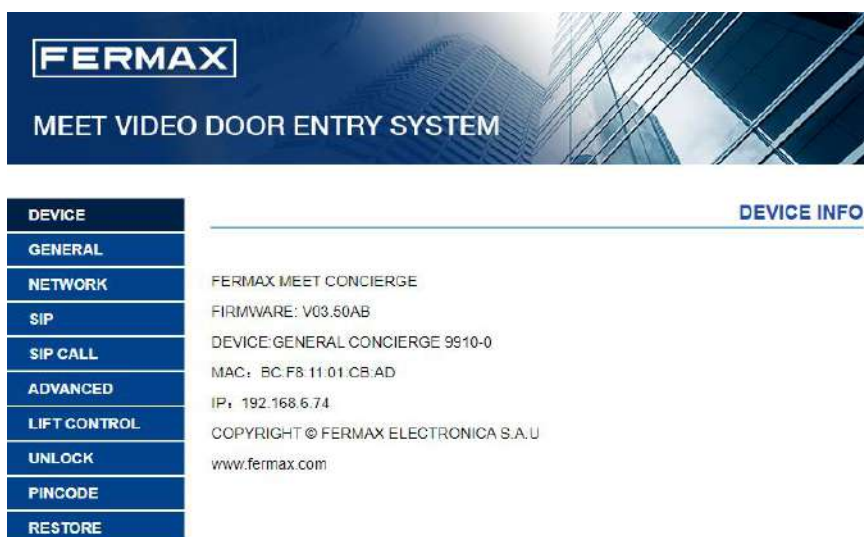 FERMAX
MEET VIDEO DOOR ENTRY SYSTEM
DEVICE
GENERAL
NETWORK
SIP
SIP CALL
ADVANCED
LIFT CONTROL
UNLOCK
PINCODE
RESTORE
DEVICE INFO
FERMAX MEET CONCIERGE
FIRMWARE: V03.50AB
DEVICE:GENERAL CONCIERGE 9910-0
MAC: BC:F8:11:01:CB:AD
IP: 192.168.6.74
COPYRIGHT © FERMAX ELECTRONICA S.A.U
www.fermax.com